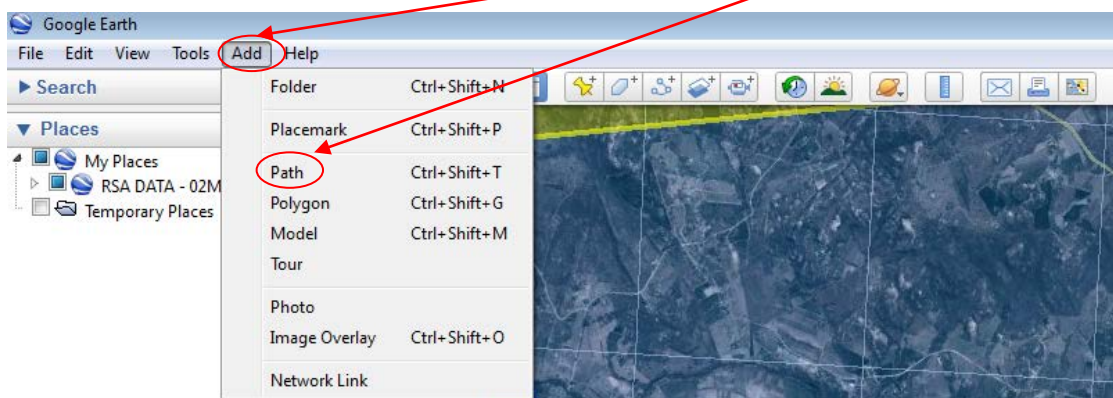 Google Earth
File Edit View Tools Add Help
Search
Places
My Places
RSA DATA - 02M
Temporary Places
Folder Ctrl+Shift+N
Placemark Ctrl+Shift+P
Path Ctrl+Shift+T
Polygon Ctrl+Shift+G
Model Ctrl+Shift+M
Tour
Photo
Image Overlay Ctrl+Shift+O
Network Link